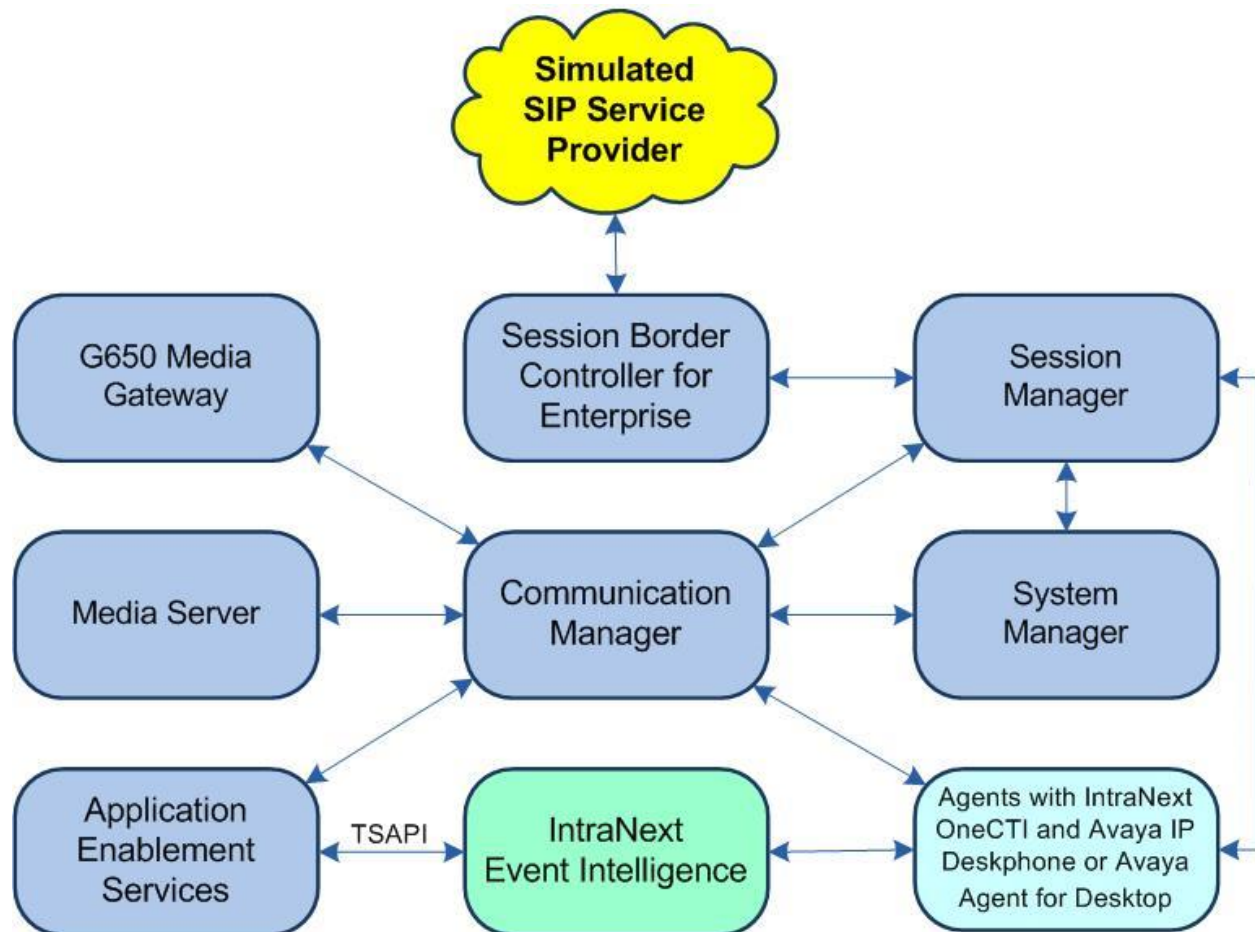 Simulated
SIP Service
Provider
G650 Media
Gateway
Session Border
Controller for
Enterprise
Session
Manager
Media Server
Communication
Manager
System
Manager
Application
Enablement
Services
TSAPI
IntraNext
Event Intelligence
Agents with IntraNext
OneCTI and Avaya IP
Deskphone or Avaya
Agent for Desktop